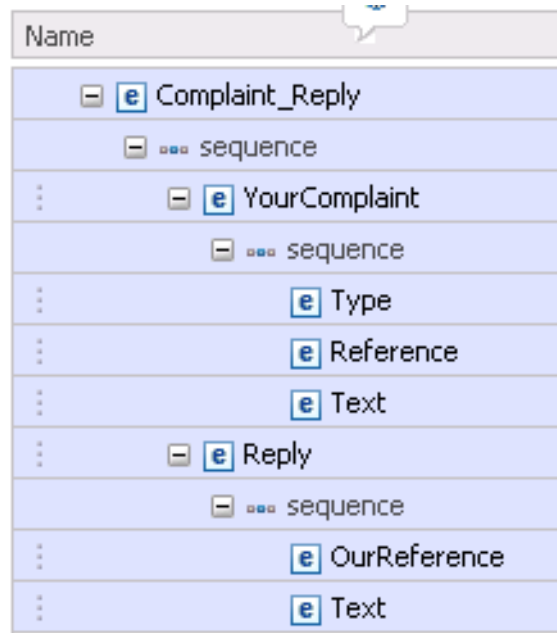 Name
Complaint_Reply
sequence
YourComplaint
sequence
Type
Reference
Text
Reply
sequence
OurReference
Text